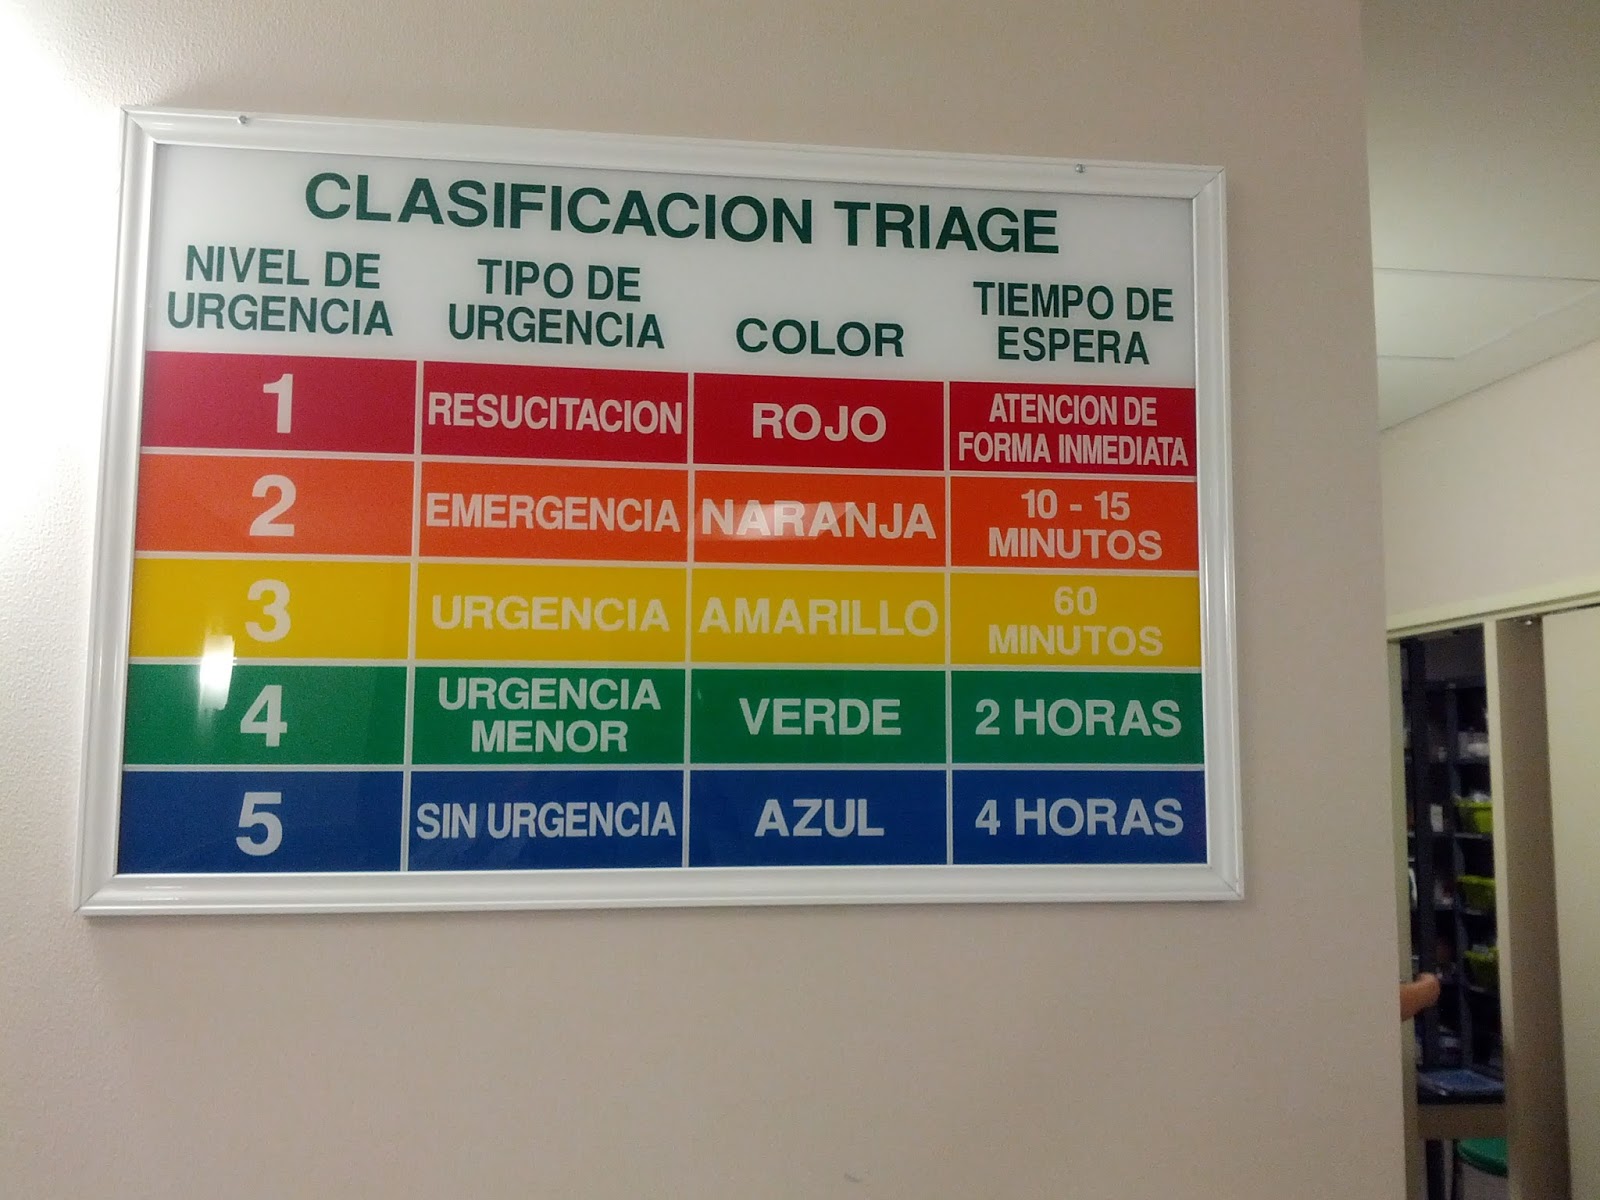 CLASIFICACION TRIAGE
NIVEL DE
URGENCIA
TIPO DE
URGENCIA
COLOR
TIEMPO DE
ESPERA
1
RESUCITACION
ROJO
ATENCION DE
FORMA INMEDIATA
2
EMERGENCIA
NARANJA
10 - 15
MINUTOS
3
URGENCIA
AMARILLO
60
MINUTOS
4
URGENCIA
MENOR
VERDE
2 HORAS
5
SIN URGENCIA
AZUL
4 HORAS